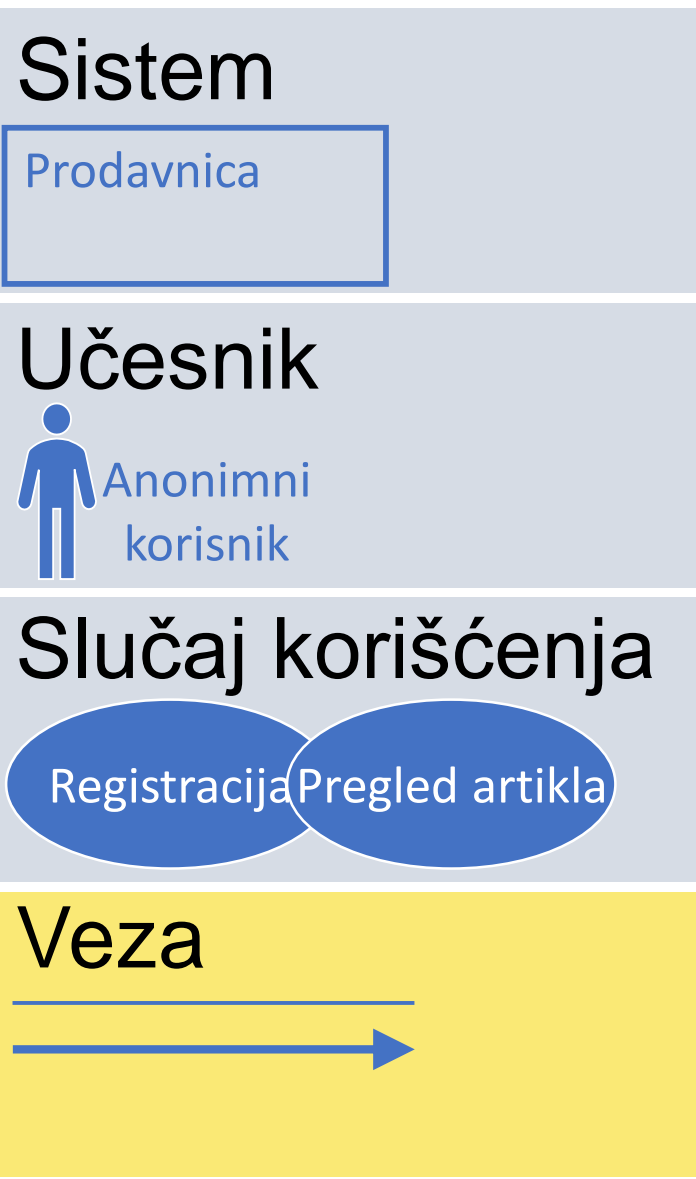 Sistem
Prodavnica
Učesnik
Anonimni
korisnik
Slučaj korišćenja
Registracija
Pregled artikla
Veza